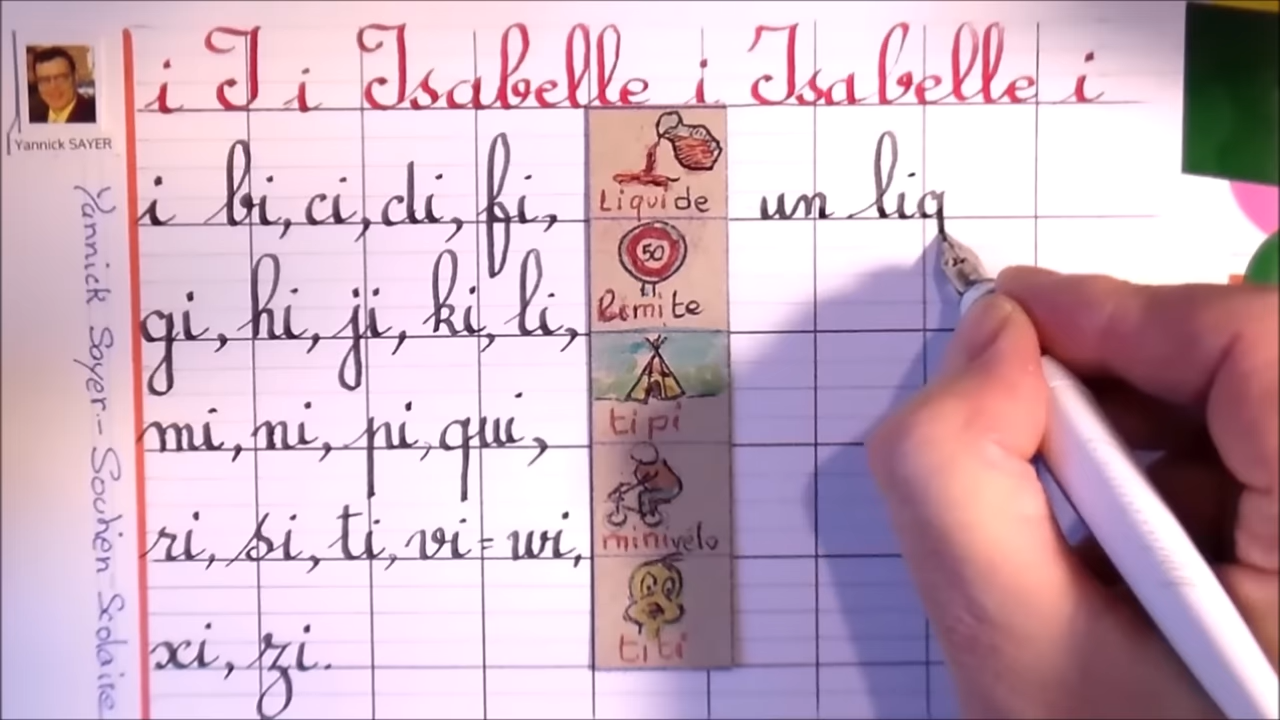 i I i Isabelle i Isabelle i
Yannick SAYER
Yannick Sayer - Soutien Scolaire
i bi, ci, di, fi,
gi, hi, ji, ki, li,
mi, ni, pi, qui,
ri, si, ti, vi = wi,
xi, zi.
Liquide
50
Limite
tipi
minivelo
titi
un liq